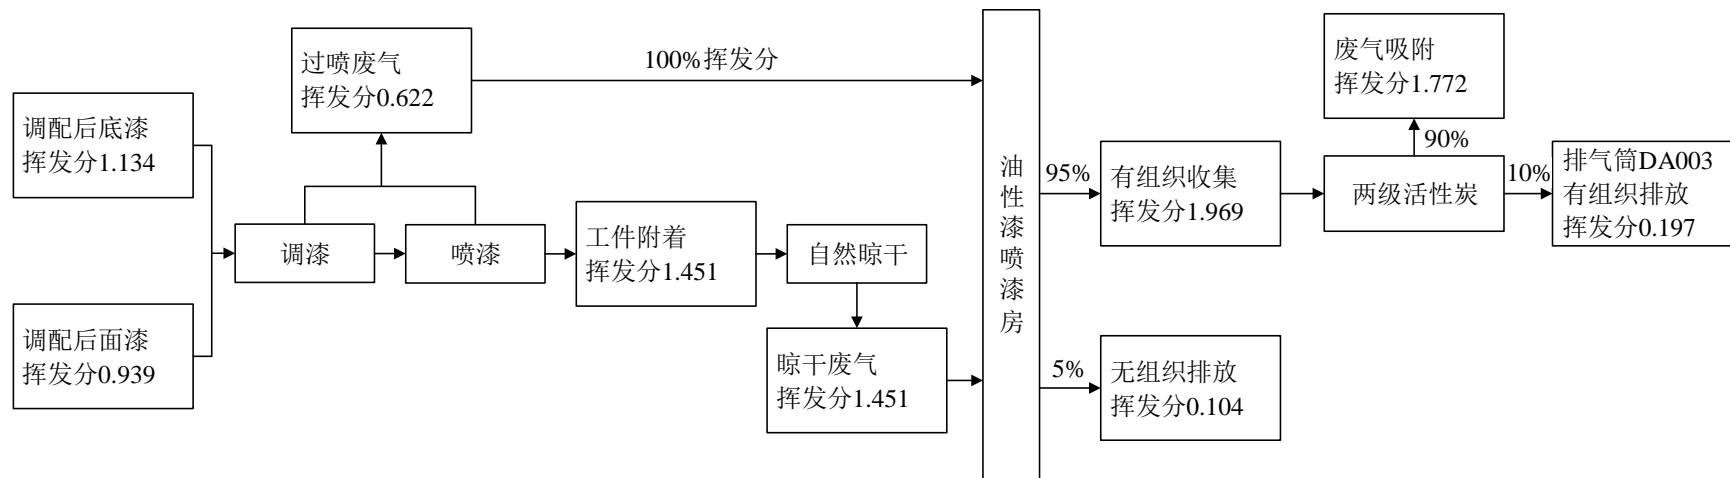 调配后底漆
挥发分1.134
调配后面漆
挥发分0.939
过喷废气
挥发分0.622
100%挥发分
调漆
喷漆
工件附着
挥发分1.451
自然晾干
晾干废气
挥发分1.451
油性漆喷漆房
95%
有组织收集
挥发分1.969
5%
无组织排放
挥发分0.104
两级活性炭
90%
废气吸附
挥发分1.772
10%
排气筒DA003
有组织排放
挥发分0.197